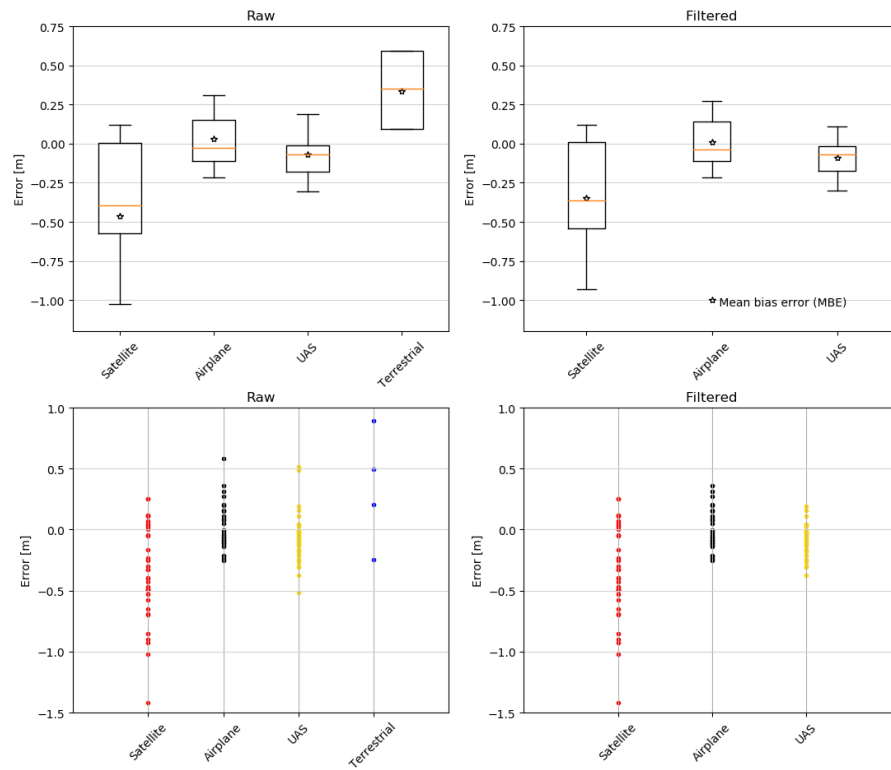 Raw
Error [m]
0.75
0.50
0.25
0.00
−0.25
−0.50
−0.75
−1.00
Satellite
Airplane
UAS
Terrestrial
Filtered
Error [m]
0.75
0.50
0.25
0.00
−0.25
−0.50
−0.75
−1.00
Mean bias error (MBE)
Satellite
Airplane
UAS
Raw
Error [m]
1.0
0.5
0.0
−0.5
−1.0
−1.5
Satellite
Airplane
UAS
Terrestrial
Filtered
Error [m]
1.0
0.5
0.0
−0.5
−1.0
−1.5
Satellite
Airplane
UAS